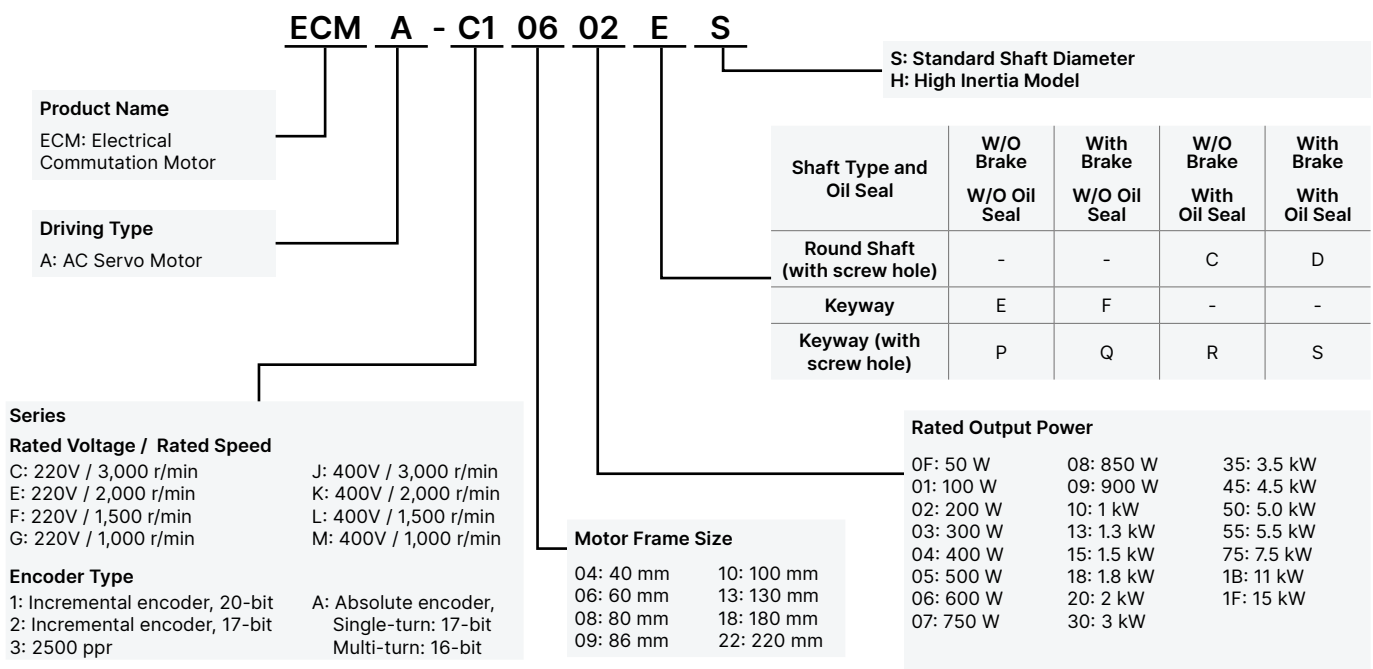 ECM A - C1 06 02 E S
S: Standard Shaft Diameter
H: High Inertia Model
Product Name
ECM: Electrical
Commutation Motor
Driving Type
A: AC Servo Motor
Shaft Type and
Oil Seal
W/O
Brake
W/O Oil
Seal
With
Brake
W/O Oil
Seal
W/O
Brake
With
Oil Seal
With
Brake
With
Oil Seal
Round Shaft
(with screw hole)
- - C D
Keyway E F - -
Keyway (with
screw hole)
P Q R S
Series
Rated Voltage / Rated Speed
C: 220V / 3,000 r/min
E: 220V / 2,000 r/min
F: 220V / 1,500 r/min
G: 220V / 1,000 r/min
J: 400V / 3,000 r/min
K: 400V / 2,000 r/min
L: 400V / 1,500 r/min
M: 400V / 1,000 r/min
Encoder Type
1: Incremental encoder, 20-bit
2: Incremental encoder, 17-bit
3: 2500 ppr
A: Absolute encoder,
Single-turn: 17-bit
Multi-turn: 16-bit
Motor Frame Size
04: 40 mm
06: 60 mm
08: 80 mm
09: 86 mm
10: 100 mm
13: 130 mm
18: 180 mm
22: 220 mm
Rated Output Power
0F: 50 W
01: 100 W
02: 200 W
03: 300 W
04: 400 W
05: 500 W
06: 600 W
07: 750 W
08: 850 W
09: 900 W
10: 1 kW
13: 1.3 kW
15: 1.5 kW
18: 1.8 kW
20: 2 kW
30: 3 kW
35: 3.5 kW
45: 4.5 kW
50: 5.0 kW
55: 5.5 kW
75: 7.5 kW
1B: 11 kW
1F: 15 kW